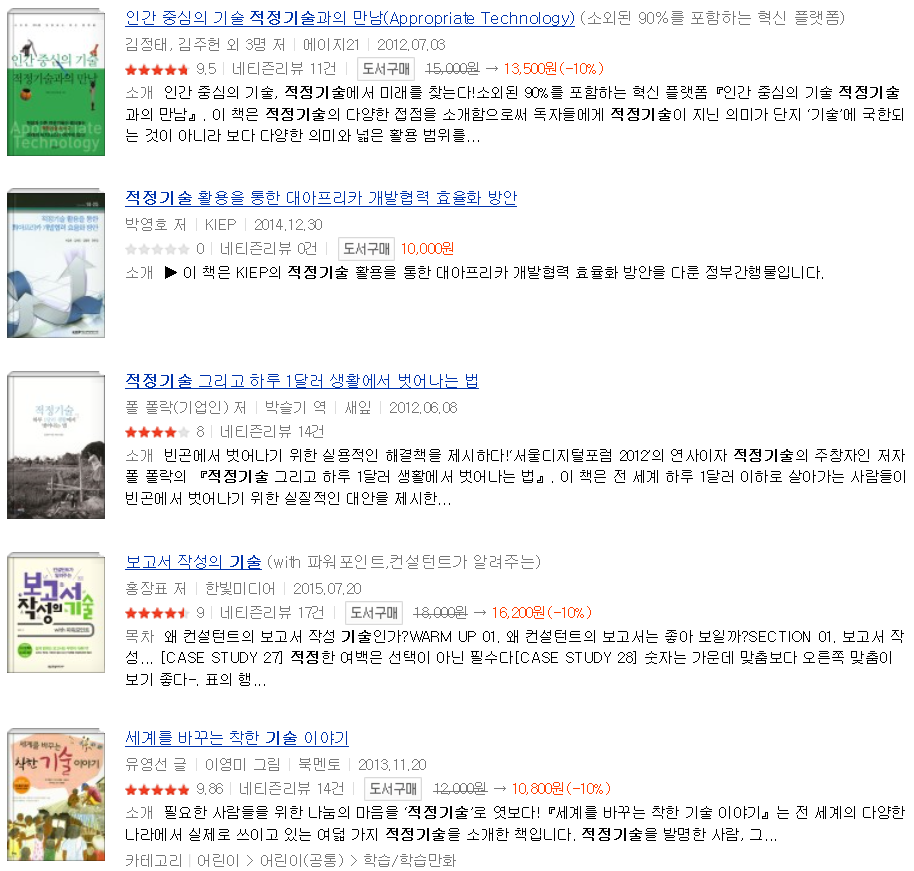 인간 중심의 기술 적정기술과의 만남(Appropriate Technology) (소외된 90%를 포함하는 혁신 플랫폼)
김정태, 김주헌 외 3명 저 | 에이지21 | 2012.07.03
9.5 | 네티즌리뷰 11건 | 도서구매 15,000원 → 13,500원(-10%)
소개 인간 중심의 기술, 적정기술에서 미래를 찾는다!소외된 90%를 포함하는 혁신 플랫폼 『인간 중심의 기술 적정기술
과의 만남』. 이 책은 적정기술의 다양한 접점을 소개함으로써 독자들에게 적정기술이 지닌 의미가 단지 '기술'에 국한되
는 것이 아니라 보다 다양한 의미와 넓은 활용 범위를...
인간 중심의 기술
적정기술과의 만남
Appropriate
Technology
적정기술 활용을 통한 대아프리카 개발협력 효율화 방안
박영호 저 | KIEP | 2014.12.30
0 | 네티즌리뷰 0건 | 도서구매 10,000원
소개 ▶ 이 책은 KIEP의 적정기술 활용을 통한 대아프리카 개발협력 효율화 방안을 다룬 정부간행물입니다.
적정기술 활용을 통한
대아프리카 개발협력 효율화 방안
적정기술 그리고 하루 1달러 생활에서 벗어나는 법
폴 폴락(기업인) 저 | 박슬기 역 | 새잎 | 2012.06.08
8 | 네티즌리뷰 14건
소개 빈곤에서 벗어나기 위한 실용적인 해결책을 제시하다!'서울디지털포럼 2012'의 연사이자 적정기술의 주창자인 저자
폴 폴락의 『적정기술 그리고 하루 1달러 생활에서 벗어나는 법』. 이 책은 전 세계 하루 1달러 이하로 살아가는 사람들이
빈곤에서 벗어나기 위한 실질적인 대안을 제시한...
적정기술
보고서 작성의 기술 (with 파워포인트,컨설턴트가 알려주는)
홍장표 저 | 한빛미디어 | 2015.07.20
9 | 네티즌리뷰 17건 | 도서구매 18,000원 → 16,200원(-10%)
목차 왜 컨설턴트의 보고서 작성 기술인가?WARM UP 01. 왜 컨설턴트의 보고서는 좋아 보일까?SECTION 01. 보고서 작
성... [CASE STUDY 27] 적정한 여백은 선택이 아닌 필수다[CASE STUDY 28] 숫자는 가운데 맞춤보다 오른쪽 맞춤이
보기 좋다-. 표의 행...
컨설턴트가
알려주는
보고서
작성의 기술
with 파워포인트
세계를 바꾸는 착한 기술 이야기
유영선 글 | 이영미 그림 | 북멘토 | 2013.11.20
9.86 | 네티즌리뷰 14건 | 도서구매 12,000원 → 10,800원(-10%)
소개 필요한 사람들을 위한 나눔의 마음을 '적정기술'로 엿보다! 『세계를 바꾸는 착한 기술 이야기』는 전 세계의 다양한
나라에서 실제로 쓰이고 있는 여덟 가지 적정기술을 소개한 책입니다. 적정기술을 발명한 사람, 그...
카테고리 | 어린이 > 어린이(공통) > 학습/학습만화
세계를 바꾸는
착한 기술 이야기